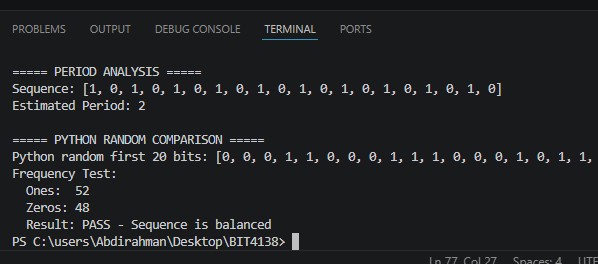 PROBLEMS OUTPUT DEBUG CONSOLE TERMINAL PORTS
===== PERIOD ANALYSIS =====
Sequence: [1, 0, 1, 0, 1, 0, 1, 0, 1, 0, 1, 0, 1, 0, 1, 0, 1, 0, 1, 0]
Estimated Period: 2
===== PYTHON RANDOM COMPARISON =====
Python random first 20 bits: [0, 0, 0, 1, 1, 0, 0, 0, 1, 1, 1, 0, 0, 0, 1, 0, 1, 1,
Frequency Test:
Ones: 52
Zeros: 48
Result: PASS - Sequence is balanced
PS C:\users\Abdirahman\Desktop\BIT4138>
Ln 77, Col 27 Spaces: 4 UTF